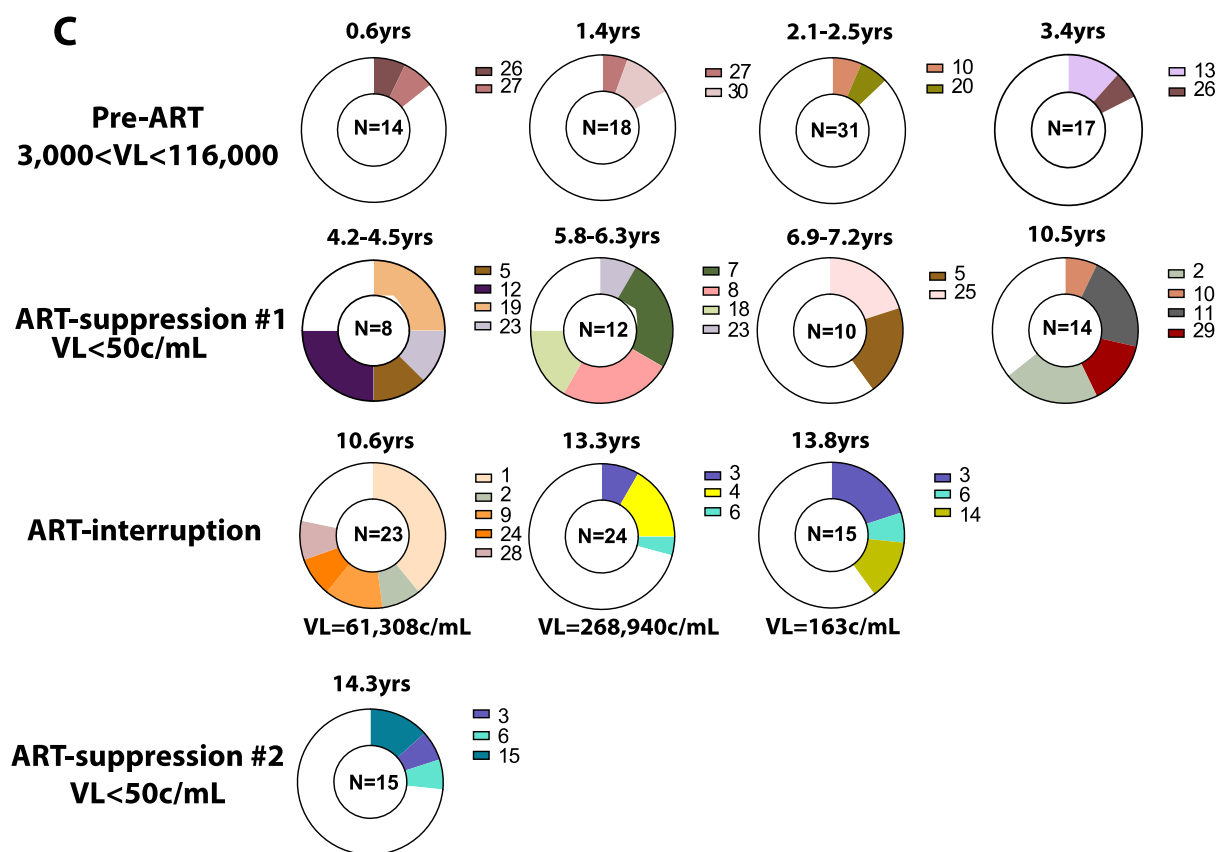 C
0.6yrs
1.4yrs
2.1-2.5yrs
3.4yrs
Pre-ART
3,000<VL<116,000
N=14
26
27
N=18
27
30
N=31
10
20
N=17
13
26
4.2-4.5yrs
5.8-6.3yrs
6.9-7.2yrs
10.5yrs
ART-suppression #1
VL<50c/mL
N=8
5
12
19
23
N=12
7
8
18
23
N=10
5
25
N=14
2
10
11
29
10.6yrs
13.3yrs
13.8yrs
ART-interruption
N=23
1
2
9
24
28
N=24
3
4
6
N=15
3
6
14
VL=61,308c/mL
VL=268,940c/mL
VL=163c/mL
14.3yrs
ART-suppression #2
VL<50c/mL
N=15
3
6
15